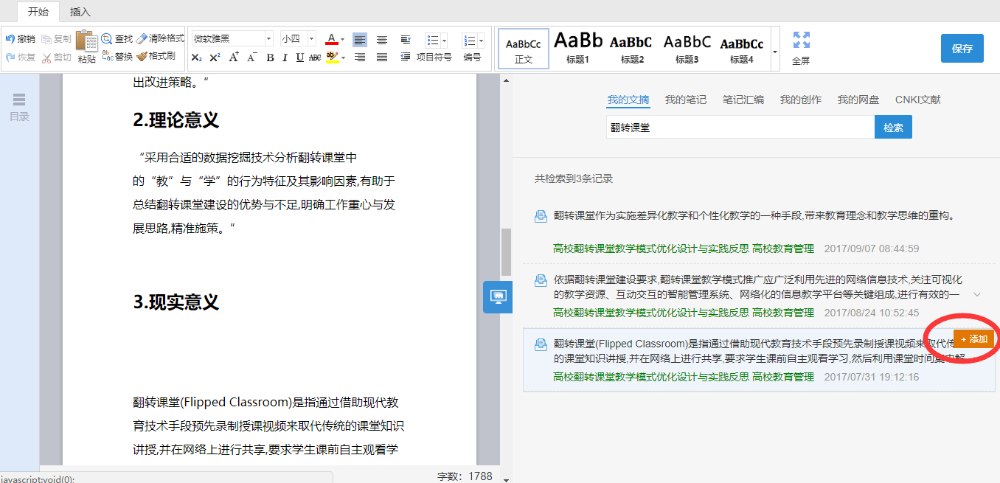 开始 插入
撤销 复制 查找 清除格式
恢复 剪切 粘贴 替换 格式刷
微软雅黑 小四 A
X₂ X² A⁺ A⁻ B I U ABC ab
项目符号 编号
AaBbCc AaBb AaBbC AaBbC AaBbCc
正文 标题1 标题2 标题3 标题4
全屏
保存
目录
出改进策略。“
2.理论意义
“采用合适的数据挖掘技术分析翻转课堂中
的“教”与“学”的行为特征及其影响因素,有助于
总结翻转课堂建设的优势与不足,明确工作重心与发
展思路,精准施策。“
3.现实意义
翻转课堂(Flipped Classroom)是指通过借助现代教
育技术手段预先录制授课视频来取代传统的课堂知识
讲授,并在网络上进行共享,要求学生课前自主观看学
字数：1788
javascript:void(0);
我的文摘 我的笔记 笔记汇编 我的创作 我的网盘 CNKI文献
翻转课堂 检索
共检索到3条记录
翻转课堂作为实施差异化教学和个性化教学的一种手段,带来教育理念和教学思维的重构。
高校翻转课堂教学模式优化设计与实践反思 高校教育管理 2017/09/07 08:44:59
依据翻转课堂建设要求,翻转课堂教学模式推广应广泛利用先进的网络信息技术,关注可视化
的教学资源、互动交互的智能管理系统、网络化的信息教学平台等关键组成,进行有效的一
高校翻转课堂教学模式优化设计与实践反思 高校教育管理 2017/08/24 10:52:45
翻转课堂(Flipped Classroom)是指通过借助现代教育技术手段预先录制授课视频来取代传
+ 添加
的课堂知识讲授,并在网络上进行共享,要求学生课前自主观看学习,然后利用课堂时间集中解
高校翻转课堂教学模式优化设计与实践反思 高校教育管理 2017/07/31 19:12:16